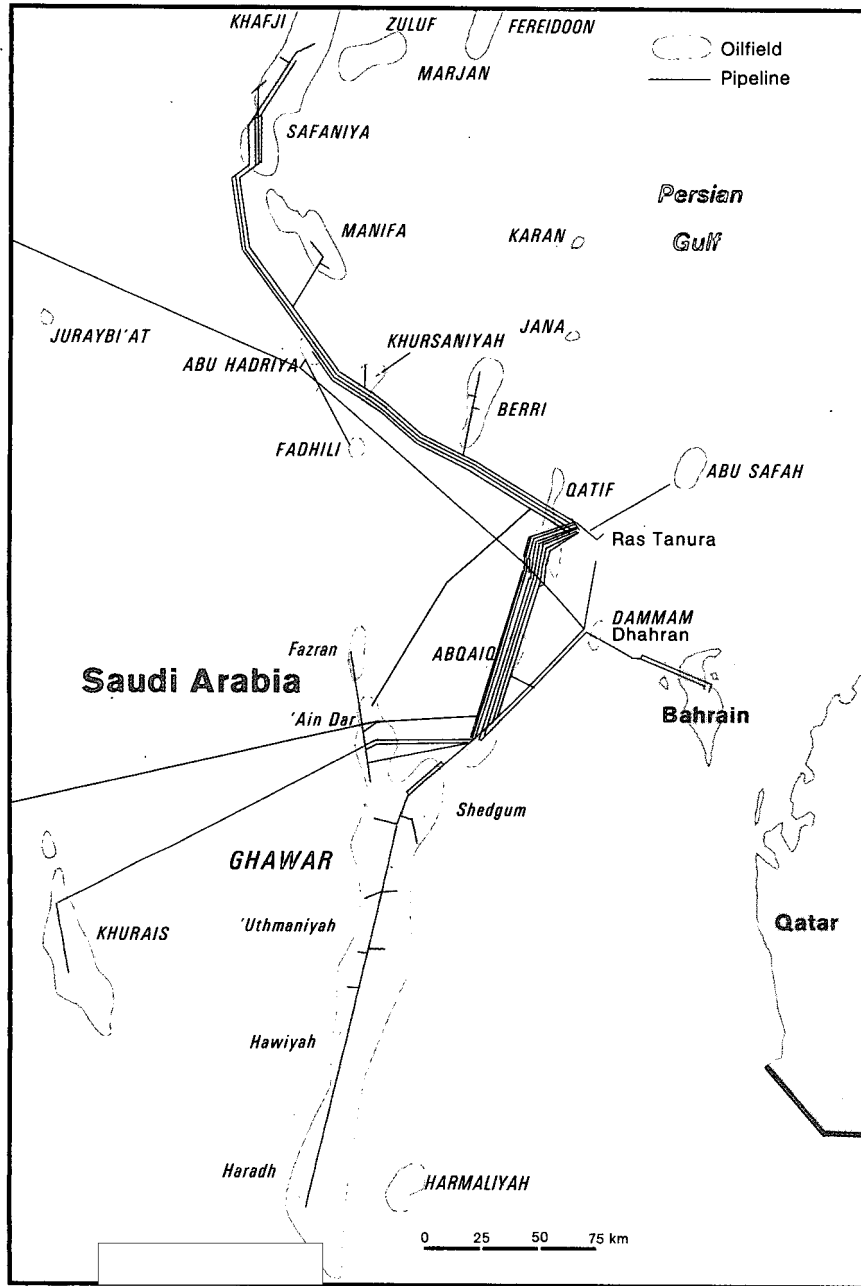 KHAFJI
ZULUF
FEREIDOON
MARJAN
Oilfield
Pipeline
SAFANIYA
Persian
Gulf
MANIFA
KARAN
JURAYBI'AT
JANA
KHURSANIYAH
ABU HADRIYA
BERRI
FADHILI
QATIF
ABU SAFAH
Ras Tanura
DAMMAM
Dhahran
Fazran
ABQAIQ
Saudi Arabia
'Ain Dar
Bahrain
Shedgum
GHAWAR
'Uthmaniyah
KHURAIS
Qatar
Hawiyah
Haradh
HARMALIYAH
0 25 50 75 km